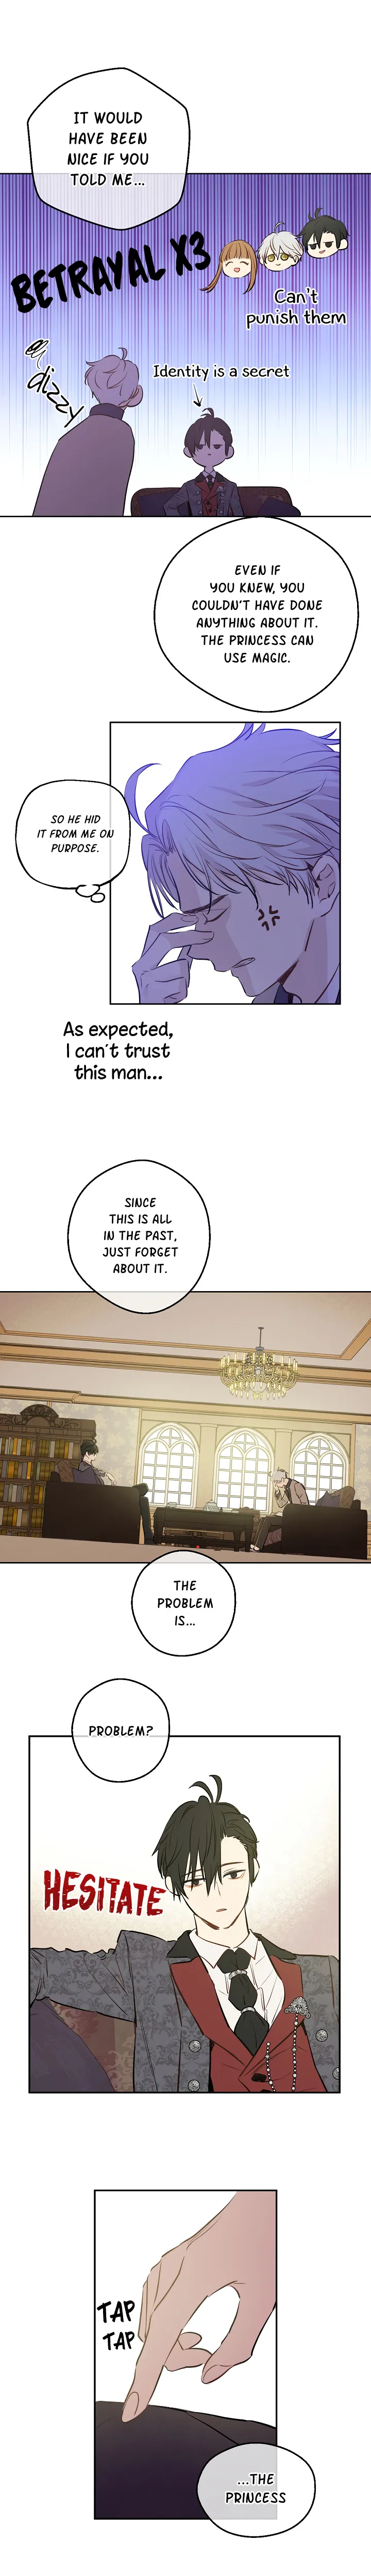 IT WOULD
HAVE BEEN
NICE IF YOU
TOLD ME...
BETRAYAL X3
Can't
punish them
dizzy
Identity is a secret
EVEN IF
YOU KNEW, YOU
COULDN'T HAVE DONE
ANYTHING ABOUT IT.
THE PRINCESS CAN
USE MAGIC.
SO HE HID
IT FROM ME ON
PURPOSE.
As expected,
I can't trust
this man...
SINCE
THIS IS ALL
IN THE PAST,
JUST FORGET
ABOUT IT.
THE
PROBLEM
IS...
PROBLEM?
HESITATE
TAP
TAP
...THE
PRINCESS